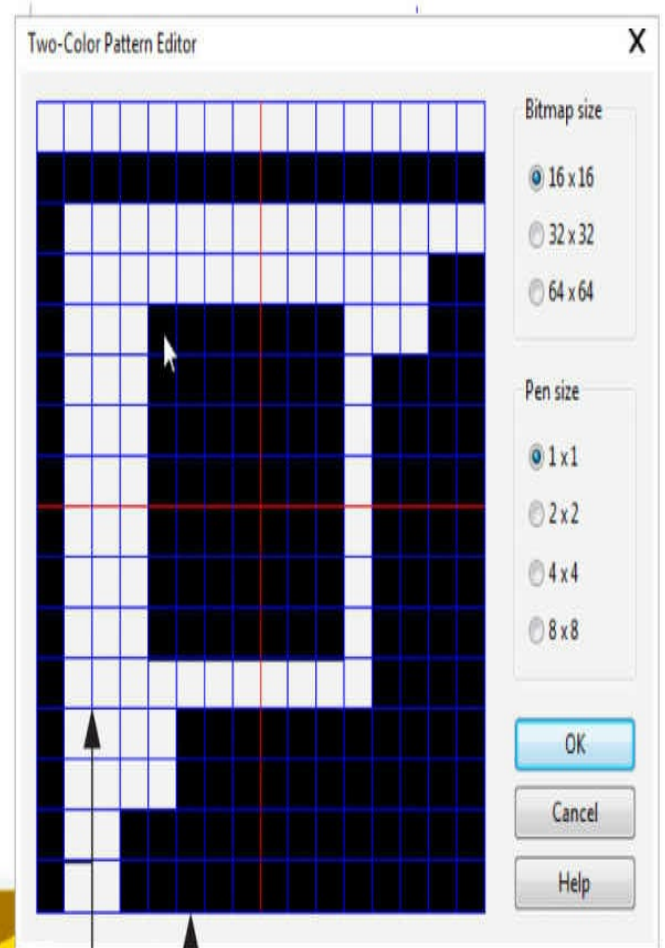 Two-Color Pattern Editor X
Bitmap size
16 x 16
32 x 32
64 x 64
Pen size
1 x 1
2 x 2
4 x 4
8 x 8
OK
Cancel
Help